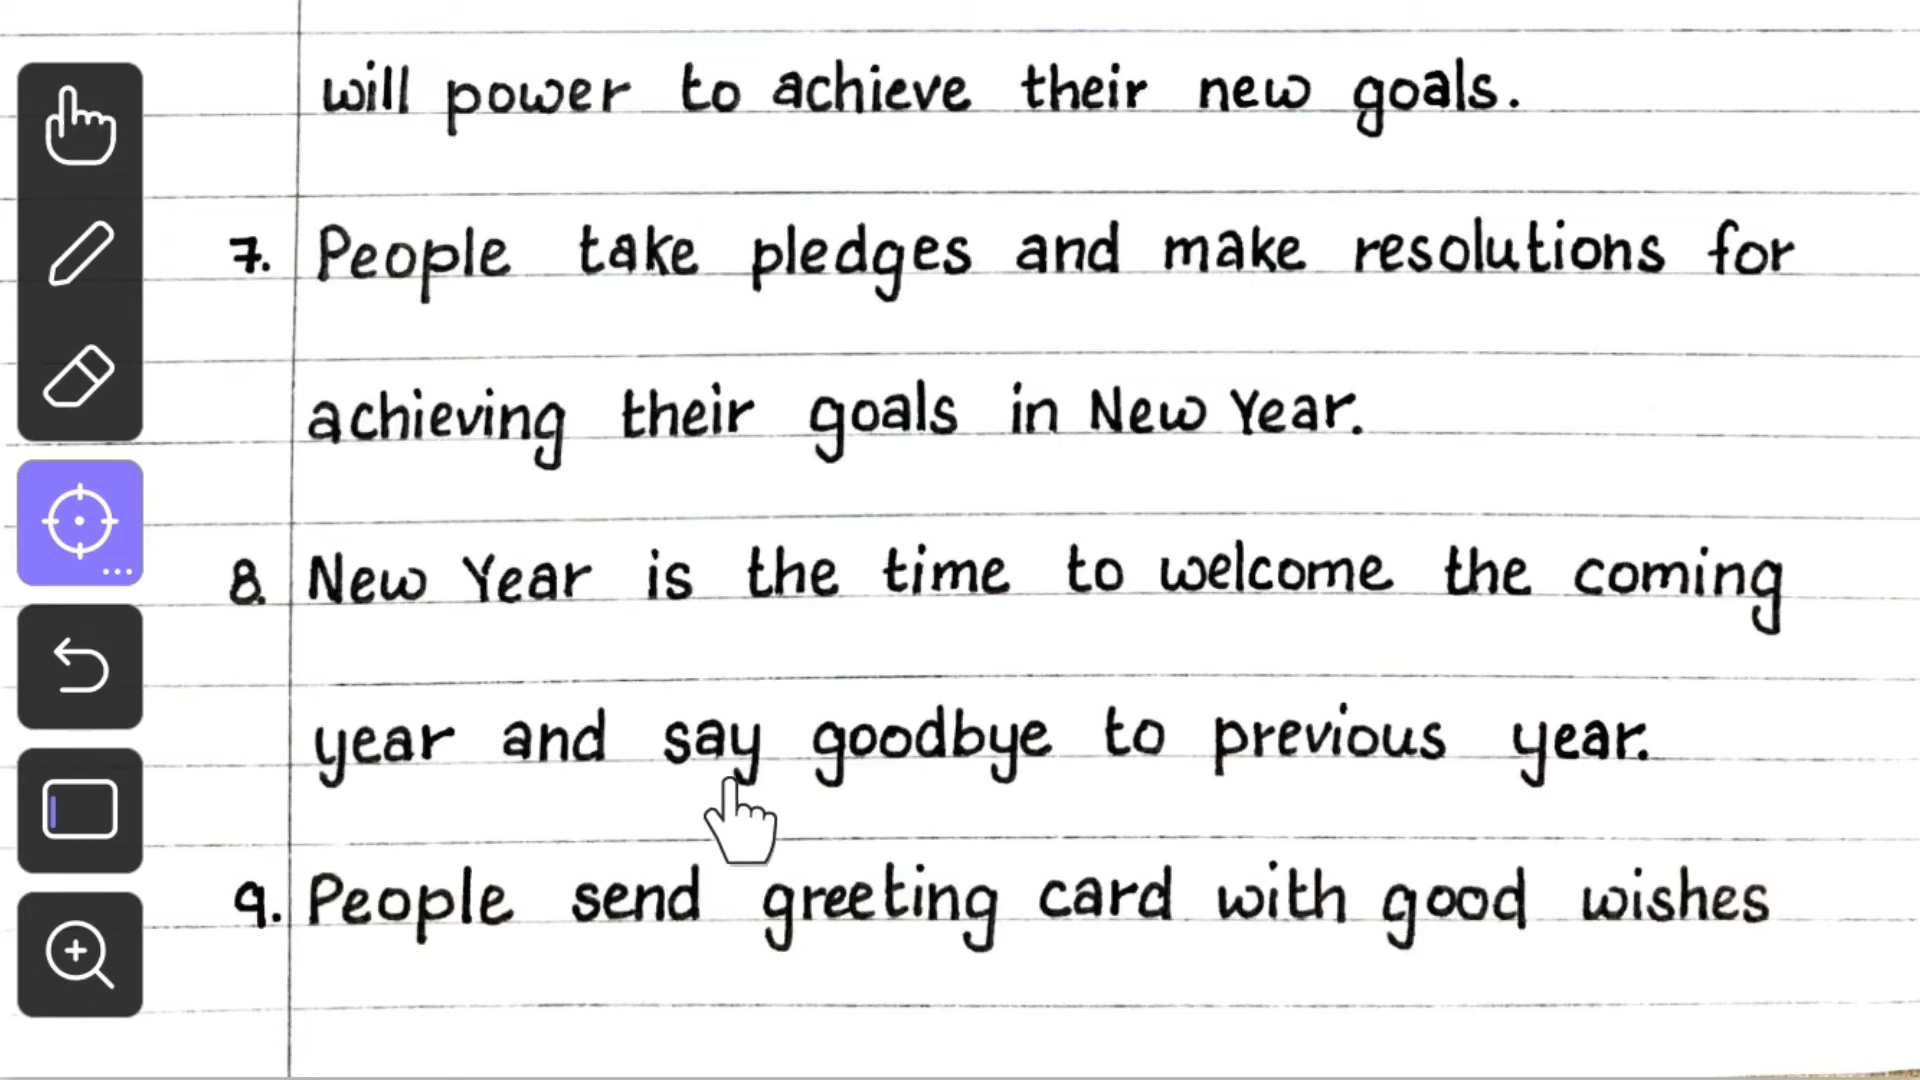 will power to achieve their new goals.
7. People take pledges and make resolutions for
achieving their goals in New Year.
8. New Year is the time to welcome the coming
year and say goodbye to previous year.
9. People send greeting card with good wishes